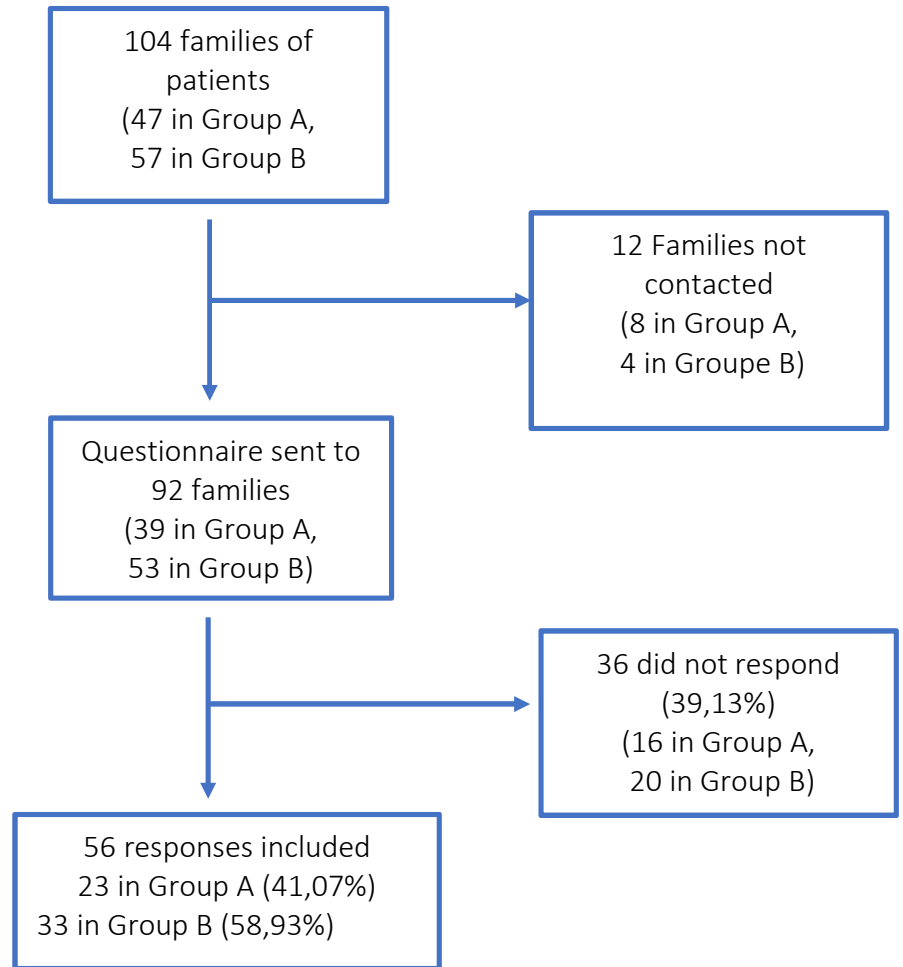 104 families of
patients
(47 in Group A,
57 in Group B
12 Families not
contacted
(8 in Group A,
4 in Groupe B)
Questionnaire sent to
92 families
(39 in Group A,
53 in Group B)
36 did not respond
(39,13%)
(16 in Group A,
20 in Group B)
56 responses included
23 in Group A (41,07%)
33 in Group B (58,93%)